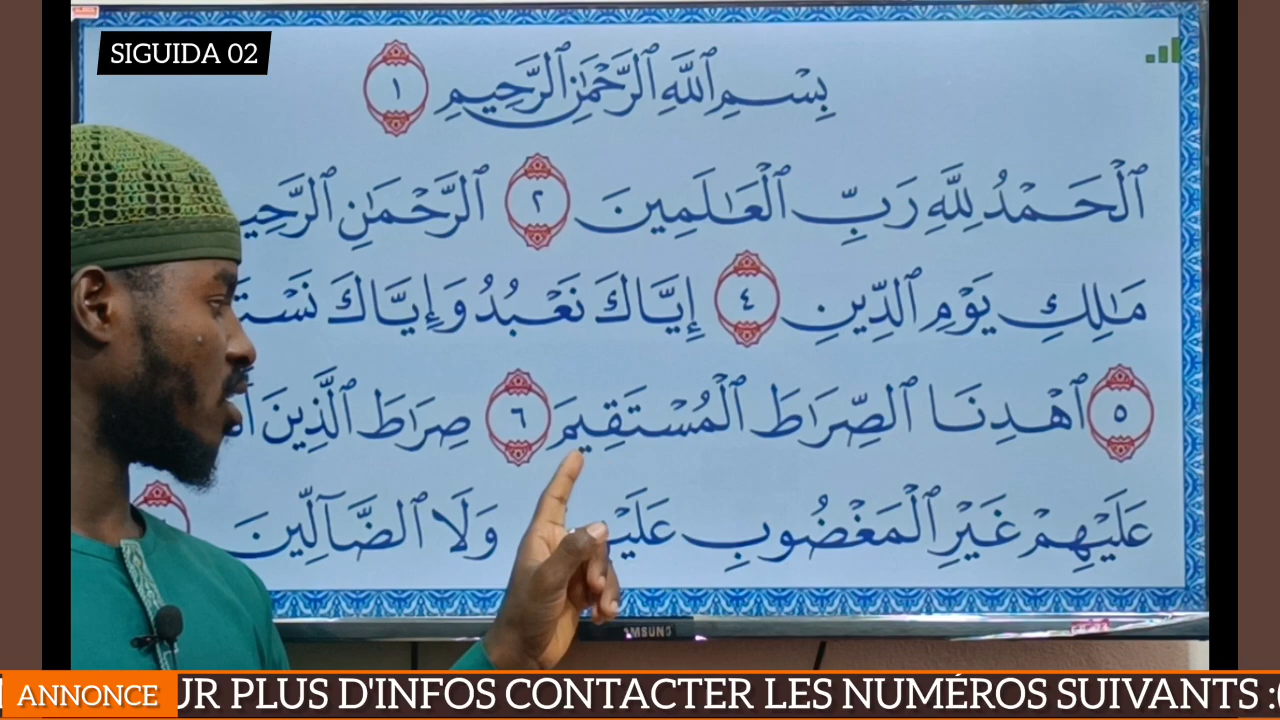 SIGUIDA 02
بِسْمِ ٱللَّهِ ٱلرَّحْمَٰنِ ٱلرَّحِيمِ ١
ٱلْحَمْدُ لِلَّهِ رَبِّ ٱلْعَٰلَمِينَ ٢ ٱلرَّحْمَٰنِ
مَٰلِكِ يَوْمِ ٱلدِّينِ ٤ إِيَّاكَ نَعْبُدُ وَإِيَّاكَ
٥ ٱهْدِنَا ٱلصِّرَٰطَ ٱلْمُسْتَقِيمَ ٦ صِرَٰطَ ٱلَّذِينَ
عَلَيْهِمْ غَيْرِ ٱلْمَغْضُوبِ وَلَا ٱلضَّآلِّينَ
SAMSUNG
ANNONCE PLUS D'INFOS CONTACTER LES NUMÉROS SUIVANTS :